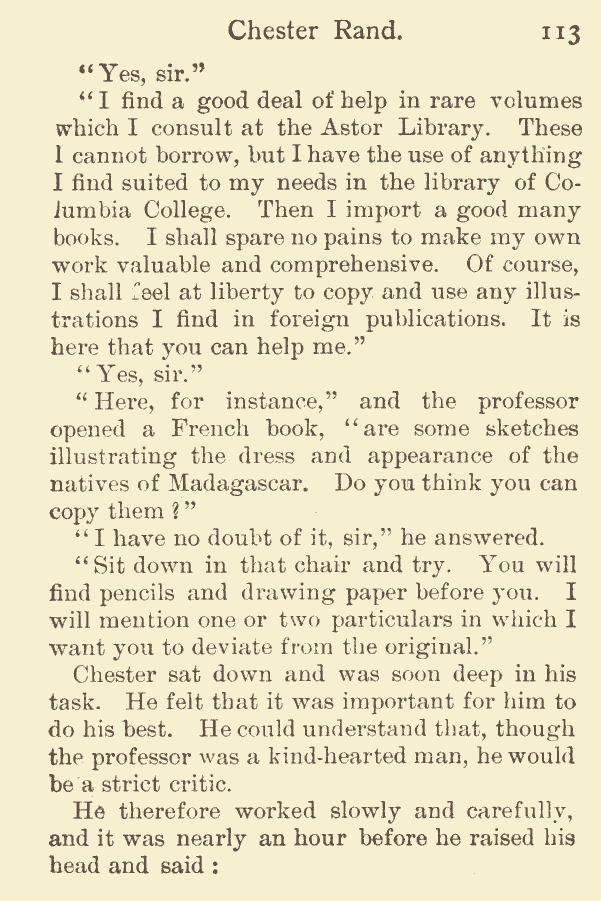 Chester Rand. 113
“Yes, sir.”
“I find a good deal of help in rare volumes
which I consult at the Astor Library. These
I cannot borrow, but I have the use of anything
I find suited to my needs in the library of Co-
lumbia College. Then I import a good many
books. I shall spare no pains to make my own
work valuable and comprehensive. Of course,
I shall feel at liberty to copy and use any illus-
trations I find in foreign publications. It is
here that you can help me.”
“Yes, sir.”
“Here, for instance,” and the professor
opened a French book, “are some sketches
illustrating the dress and appearance of the
natives of Madagascar. Do you think you can
copy them?”
“I have no doubt of it, sir,” he answered.
“Sit down in that chair and try. You will
find pencils and drawing paper before you. I
will mention one or two particulars in which I
want you to deviate from the original.”
Chester sat down and was soon deep in his
task. He felt that it was important for him to
do his best. He could understand that, though
the professor was a kind-hearted man, he would
be a strict critic.
He therefore worked slowly and carefully,
and it was nearly an hour before he raised his
head and said: